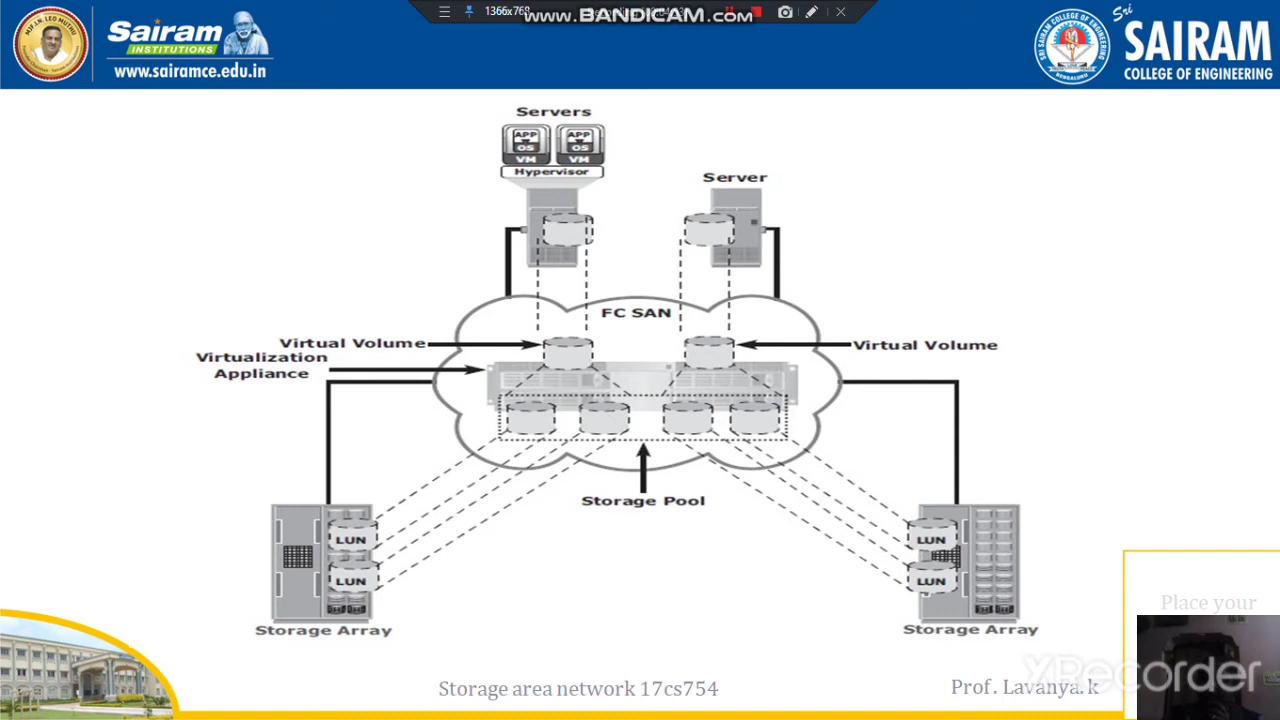 1366x768
www.BANDICAM.com
Sairam
INSTITUTIONS
www.sairamce.edu.in
Sri
SAIRAM
COLLEGE OF ENGINEERING
Servers
APP APP
OS OS
VM VM
Hypervisor
Server
FC SAN
Virtual Volume
Virtual Volume
Virtualization
Appliance
Storage Pool
LUN
LUN
LUN
LUN
Storage Array
Storage Array
Place your
XRecorder
Storage area network 17cs754
Prof. Lavanya.k